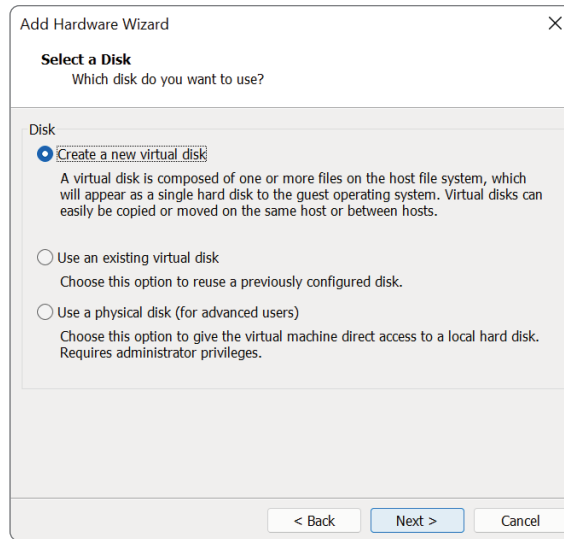 Add Hardware Wizard
Select a Disk
Which disk do you want to use?
Disk
Create a new virtual disk
A virtual disk is composed of one or more files on the host file system, which
will appear as a single hard disk to the guest operating system. Virtual disks can
easily be copied or moved on the same host or between hosts.
Use an existing virtual disk
Choose this option to reuse a previously configured disk.
Use a physical disk (for advanced users)
Choose this option to give the virtual machine direct access to a local hard disk.
Requires administrator privileges.
< Back Next > Cancel